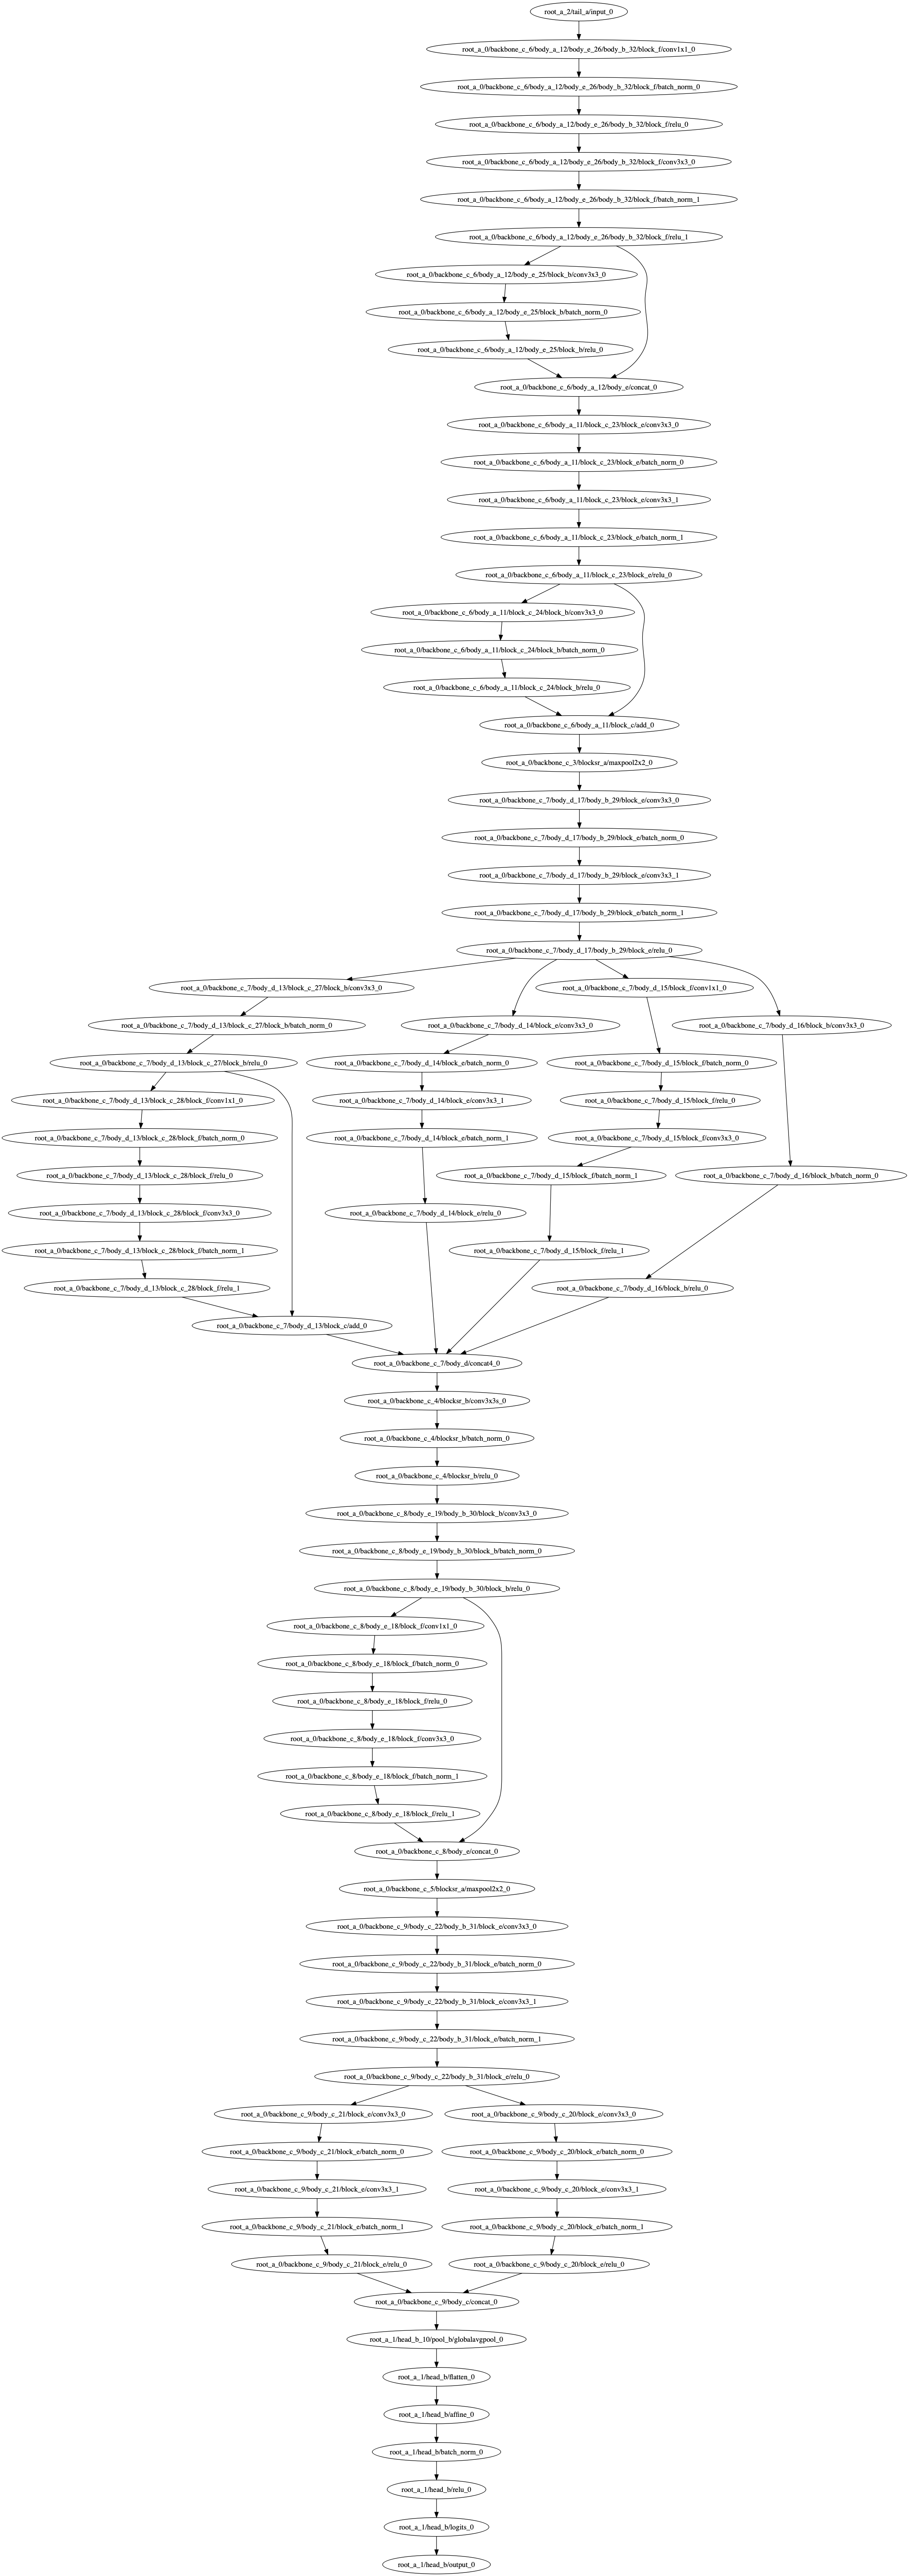 root_a_2/tail_a/input_0
root_a_0/backbone_c_6/body_a_12/body_e_26/body_b_32/block_f/conv1x1_0
root_a_0/backbone_c_6/body_a_12/body_e_26/body_b_32/block_f/batch_norm_0
root_a_0/backbone_c_6/body_a_12/body_e_26/body_b_32/block_f/relu_0
root_a_0/backbone_c_6/body_a_12/body_e_26/body_b_32/block_f/conv3x3_0
root_a_0/backbone_c_6/body_a_12/body_e_26/body_b_32/block_f/batch_norm_1
root_a_0/backbone_c_6/body_a_12/body_e_26/body_b_32/block_f/relu_1
root_a_0/backbone_c_6/body_a_12/body_e_25/block_b/conv3x3_0
root_a_0/backbone_c_6/body_a_12/body_e_25/block_b/batch_norm_0
root_a_0/backbone_c_6/body_a_12/body_e_25/block_b/relu_0
root_a_0/backbone_c_6/body_a_12/body_e/concat_0
root_a_0/backbone_c_6/body_a_11/block_c_23/block_e/conv3x3_0
root_a_0/backbone_c_6/body_a_11/block_c_23/block_e/batch_norm_0
root_a_0/backbone_c_6/body_a_11/block_c_23/block_e/conv3x3_1
root_a_0/backbone_c_6/body_a_11/block_c_23/block_e/batch_norm_1
root_a_0/backbone_c_6/body_a_11/block_c_23/block_e/relu_0
root_a_0/backbone_c_6/body_a_11/block_c_24/block_b/conv3x3_0
root_a_0/backbone_c_6/body_a_11/block_c_24/block_b/batch_norm_0
root_a_0/backbone_c_6/body_a_11/block_c_24/block_b/relu_0
root_a_0/backbone_c_6/body_a_11/block_c/add_0
root_a_0/backbone_c_3/blocksr_a/maxpool2x2_0
root_a_0/backbone_c_7/body_d_17/body_b_29/block_e/conv3x3_0
root_a_0/backbone_c_7/body_d_17/body_b_29/block_e/batch_norm_0
root_a_0/backbone_c_7/body_d_17/body_b_29/block_e/conv3x3_1
root_a_0/backbone_c_7/body_d_17/body_b_29/block_e/batch_norm_1
root_a_0/backbone_c_7/body_d_17/body_b_29/block_e/relu_0
root_a_0/backbone_c_7/body_d_13/block_c_27/block_b/conv3x3_0
root_a_0/backbone_c_7/body_d_15/block_f/conv1x1_0
root_a_0/backbone_c_7/body_d_13/block_c_27/block_b/batch_norm_0
root_a_0/backbone_c_7/body_d_14/block_e/conv3x3_0
root_a_0/backbone_c_7/body_d_16/block_b/conv3x3_0
root_a_0/backbone_c_7/body_d_13/block_c_27/block_b/relu_0
root_a_0/backbone_c_7/body_d_14/block_e/batch_norm_0
root_a_0/backbone_c_7/body_d_15/block_f/batch_norm_0
root_a_0/backbone_c_7/body_d_13/block_c_28/block_f/conv1x1_0
root_a_0/backbone_c_7/body_d_14/block_e/conv3x3_1
root_a_0/backbone_c_7/body_d_15/block_f/relu_0
root_a_0/backbone_c_7/body_d_13/block_c_28/block_f/batch_norm_0
root_a_0/backbone_c_7/body_d_14/block_e/batch_norm_1
root_a_0/backbone_c_7/body_d_15/block_f/conv3x3_0
root_a_0/backbone_c_7/body_d_13/block_c_28/block_f/relu_0
root_a_0/backbone_c_7/body_d_15/block_f/batch_norm_1
root_a_0/backbone_c_7/body_d_16/block_b/batch_norm_0
root_a_0/backbone_c_7/body_d_13/block_c_28/block_f/conv3x3_0
root_a_0/backbone_c_7/body_d_14/block_e/relu_0
root_a_0/backbone_c_7/body_d_13/block_c_28/block_f/batch_norm_1
root_a_0/backbone_c_7/body_d_15/block_f/relu_1
root_a_0/backbone_c_7/body_d_13/block_c_28/block_f/relu_1
root_a_0/backbone_c_7/body_d_16/block_b/relu_0
root_a_0/backbone_c_7/body_d_13/block_c/add_0
root_a_0/backbone_c_7/body_d/concat4_0
root_a_0/backbone_c_4/blocksr_b/conv3x3s_0
root_a_0/backbone_c_4/blocksr_b/batch_norm_0
root_a_0/backbone_c_4/blocksr_b/relu_0
root_a_0/backbone_c_8/body_e_19/body_b_30/block_b/conv3x3_0
root_a_0/backbone_c_8/body_e_19/body_b_30/block_b/batch_norm_0
root_a_0/backbone_c_8/body_e_19/body_b_30/block_b/relu_0
root_a_0/backbone_c_8/body_e_18/block_f/conv1x1_0
root_a_0/backbone_c_8/body_e_18/block_f/batch_norm_0
root_a_0/backbone_c_8/body_e_18/block_f/relu_0
root_a_0/backbone_c_8/body_e_18/block_f/conv3x3_0
root_a_0/backbone_c_8/body_e_18/block_f/batch_norm_1
root_a_0/backbone_c_8/body_e_18/block_f/relu_1
root_a_0/backbone_c_8/body_e/concat_0
root_a_0/backbone_c_5/blocksr_a/maxpool2x2_0
root_a_0/backbone_c_9/body_c_22/body_b_31/block_e/conv3x3_0
root_a_0/backbone_c_9/body_c_22/body_b_31/block_e/batch_norm_0
root_a_0/backbone_c_9/body_c_22/body_b_31/block_e/conv3x3_1
root_a_0/backbone_c_9/body_c_22/body_b_31/block_e/batch_norm_1
root_a_0/backbone_c_9/body_c_22/body_b_31/block_e/relu_0
root_a_0/backbone_c_9/body_c_21/block_e/conv3x3_0
root_a_0/backbone_c_9/body_c_20/block_e/conv3x3_0
root_a_0/backbone_c_9/body_c_21/block_e/batch_norm_0
root_a_0/backbone_c_9/body_c_20/block_e/batch_norm_0
root_a_0/backbone_c_9/body_c_21/block_e/conv3x3_1
root_a_0/backbone_c_9/body_c_20/block_e/conv3x3_1
root_a_0/backbone_c_9/body_c_21/block_e/batch_norm_1
root_a_0/backbone_c_9/body_c_20/block_e/batch_norm_1
root_a_0/backbone_c_9/body_c_21/block_e/relu_0
root_a_0/backbone_c_9/body_c_20/block_e/relu_0
root_a_0/backbone_c_9/body_c/concat_0
root_a_1/head_b_10/pool_b/globalavgpool_0
root_a_1/head_b/flatten_0
root_a_1/head_b/affine_0
root_a_1/head_b/batch_norm_0
root_a_1/head_b/relu_0
root_a_1/head_b/logits_0
root_a_1/head_b/output_0